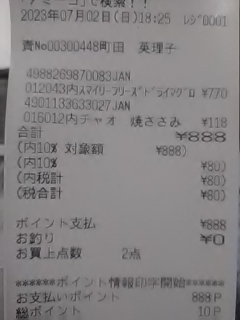 ミーコ」で検索！！
2023年07月02日(日)18:25 ﾚｼﾞ0001
責No00300448町田 英理子
4988269870083JAN
012043内ｽﾏｲﾘｰﾌﾘｰｽﾞﾄﾞﾗｲﾏｸﾞﾛ ¥770
4901133633027JAN
016012内チャオ 焼ささみ ¥118
合計 ¥888
(内10% 対象額 ¥888)
(内10% ¥80)
(内税計 ¥80)
(税合計 ¥80)
ポイント支払 ¥888
お釣り ¥0
お買上点数 2点
******ポイント情報印字開始******
お支払いポイント 888P
総ポイント 10P